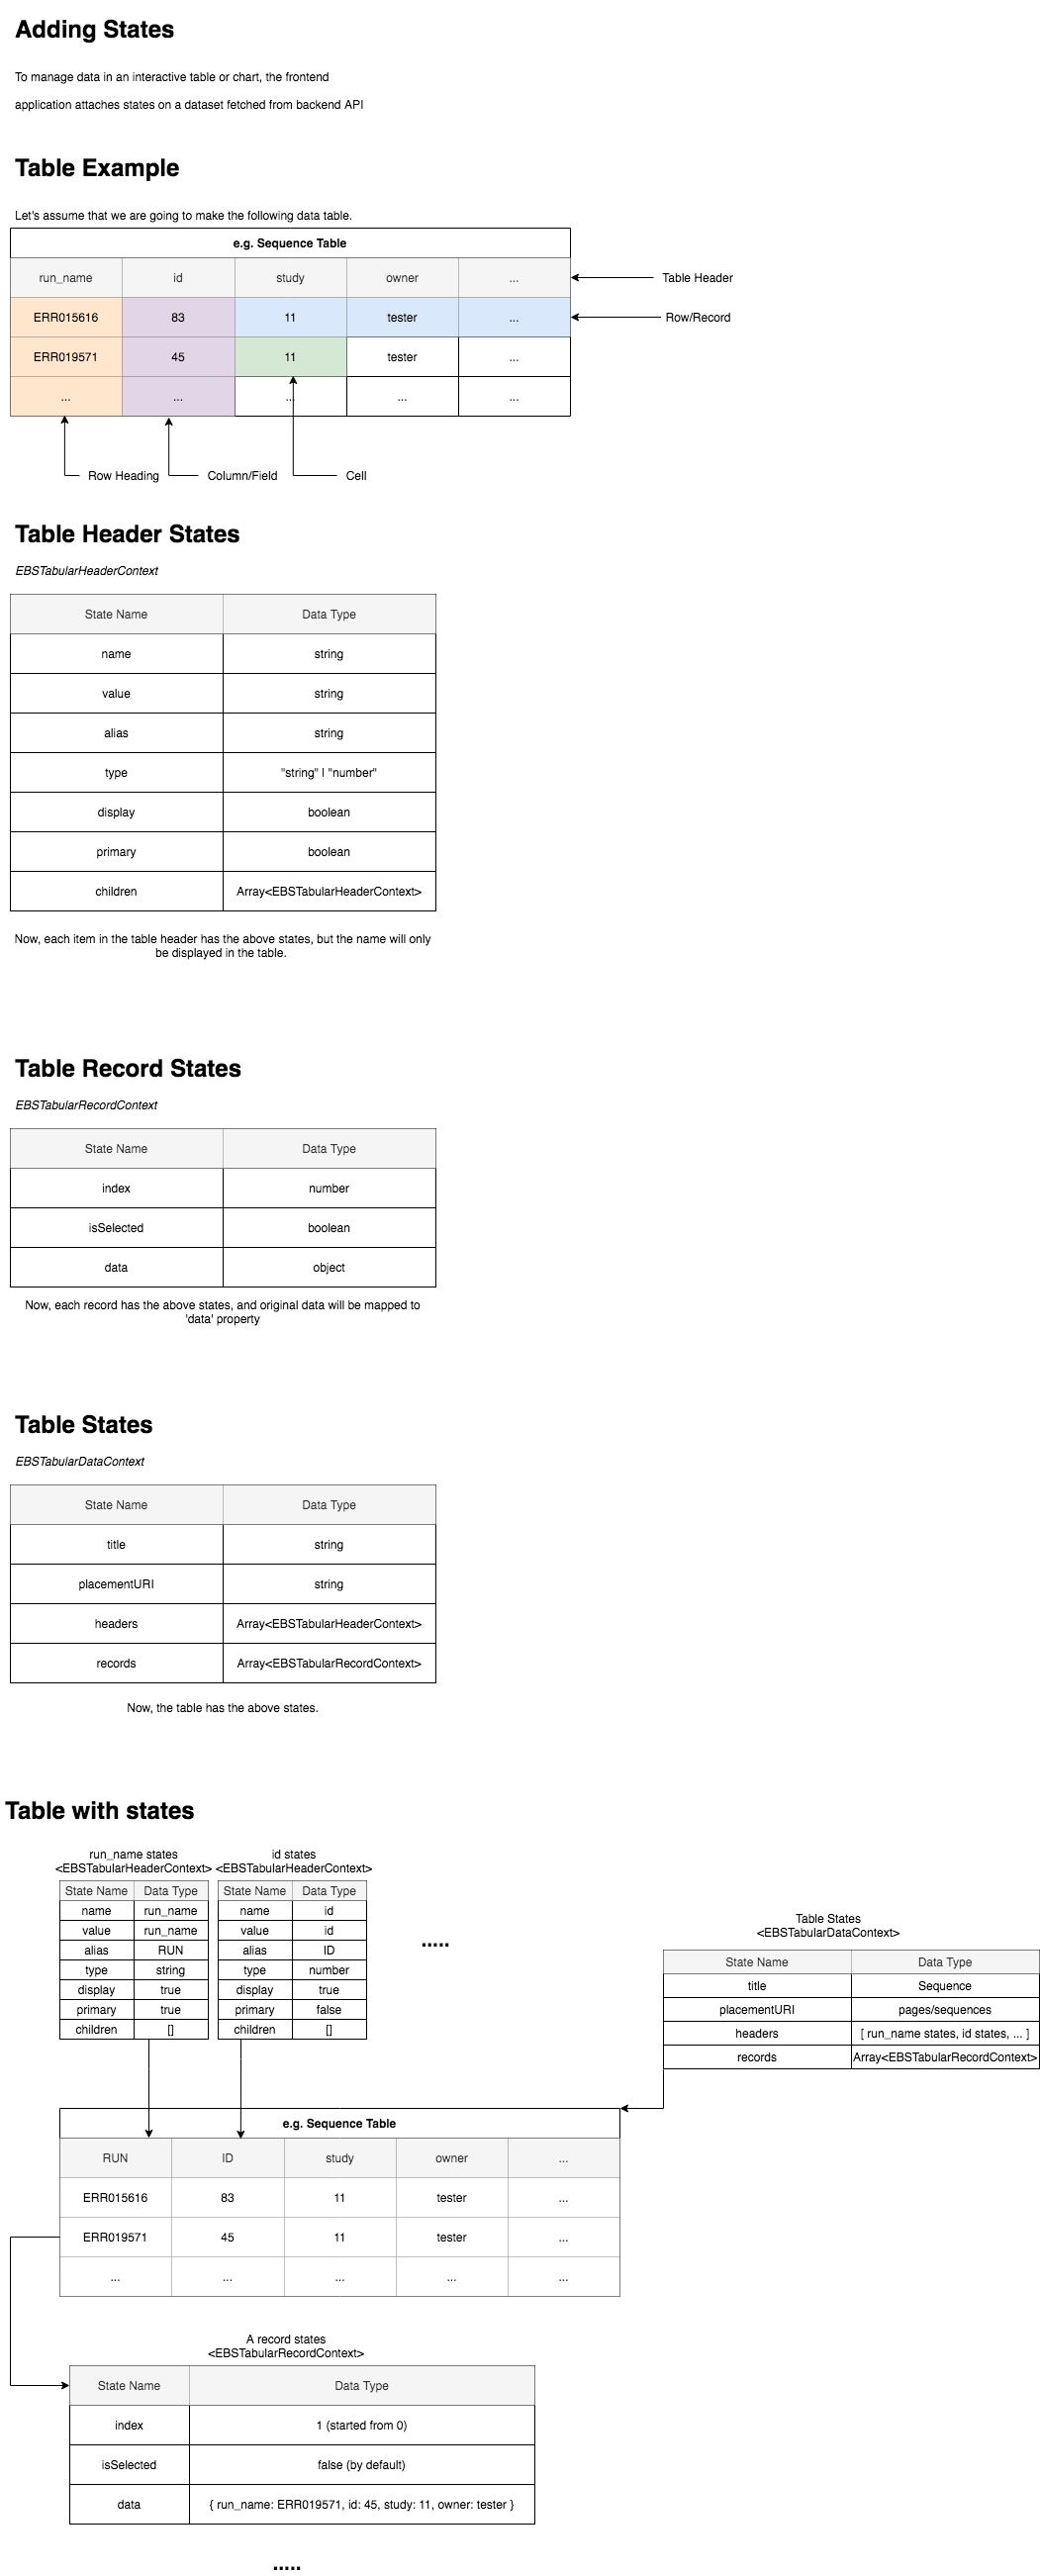 Adding States
To manage data in an interactive table or chart, the frontend
application attaches states on a dataset fetched from backend API
Table Example
Let's assume that we are going to make the following data table.
e.g. Sequence Table
run_name id study owner ...
Table Header
ERR015616 83 11 tester ...
Row/Record
ERR019571 45 11 tester ...
... ... ... ... ...
Row Heading Column/Field Cell
Table Header States
EBSTabularHeaderContext
State Name Data Type
name string
value string
alias string
type "string" | "number"
display boolean
primary boolean
children Array<EBSTabularHeaderContext>
Now, each item in the table header has the above states, but the name will only
be displayed in the table.
Table Record States
EBSTabularRecordContext
State Name Data Type
index number
isSelected boolean
data object
Now, each record has the above states, and original data will be mapped to
'data' property
Table States
EBSTabularDataContext
State Name Data Type
title string
placementURI string
headers Array<EBSTabularHeaderContext>
records Array<EBSTabularRecordContext>
Now, the table has the above states.
Table with states
run_name states
<EBSTabularHeaderContext>
State Name Data Type
name run_name
value run_name
alias RUN
type string
display true
primary true
children []
id states
<EBSTabularHeaderContext>
State Name Data Type
name id
value id
alias ID
type number
display true
primary false
children []
.....
Table States
<EBSTabularDataContext>
State Name Data Type
title Sequence
placementURI pages/sequences
headers [ run_name states, id states, ... ]
records Array<EBSTabularRecordContext>
e.g. Sequence Table
RUN ID study owner ...
ERR015616 83 11 tester ...
ERR019571 45 11 tester ...
... ... ... ... ...
A record states
<EBSTabularRecordContext>
State Name Data Type
index 1 (started from 0)
isSelected false (by default)
data { run_name: ERR019571, id: 45, study: 11, owner: tester }
.....